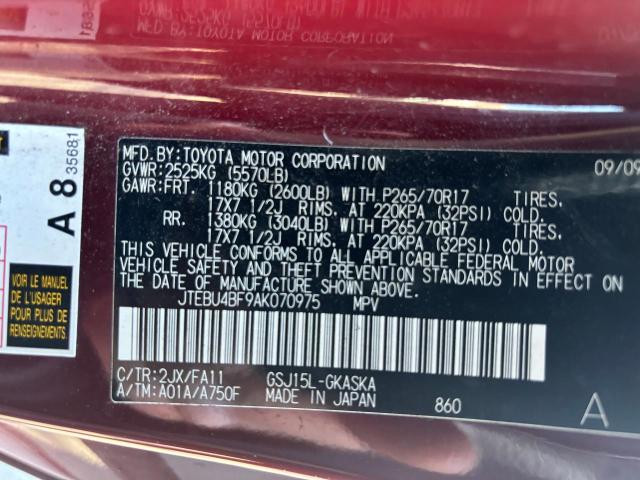 MFD.BY:TOYOTA MOTOR CORPORATION 09/09
GVWR:2525KG (5570LB)
GAWR:FRT. 1180KG (2600LB) WITH P265/70R17 TIRES.
17X7 1/2J RIMS. AT 220KPA (32PSI) COLD.
RR. 1380KG (3040LB) WITH P265/70R17 TIRES.
17X7 1/2J RIMS. AT 220KPA (32PSI) COLD.
THIS VEHICLE CONFORMS TO ALL APPLICABLE FEDERAL MOTOR
VEHICLE SAFETY AND THEFT PREVENTION STANDARDS IN EFFECT ON
THE DATE OF MANUFACTURE SHOWN ABOVE.
JTEBU4BF9AK070975 MPV
C/TR:2JX/FA11 GSJ15L-GKASKA
A/TM:A01A/A750F MADE IN JAPAN 860
A
A 8 35681
VOIR LE MANUEL
DE L'USAGER
POUR PLUS DE
RENSEIGNEMENTS.